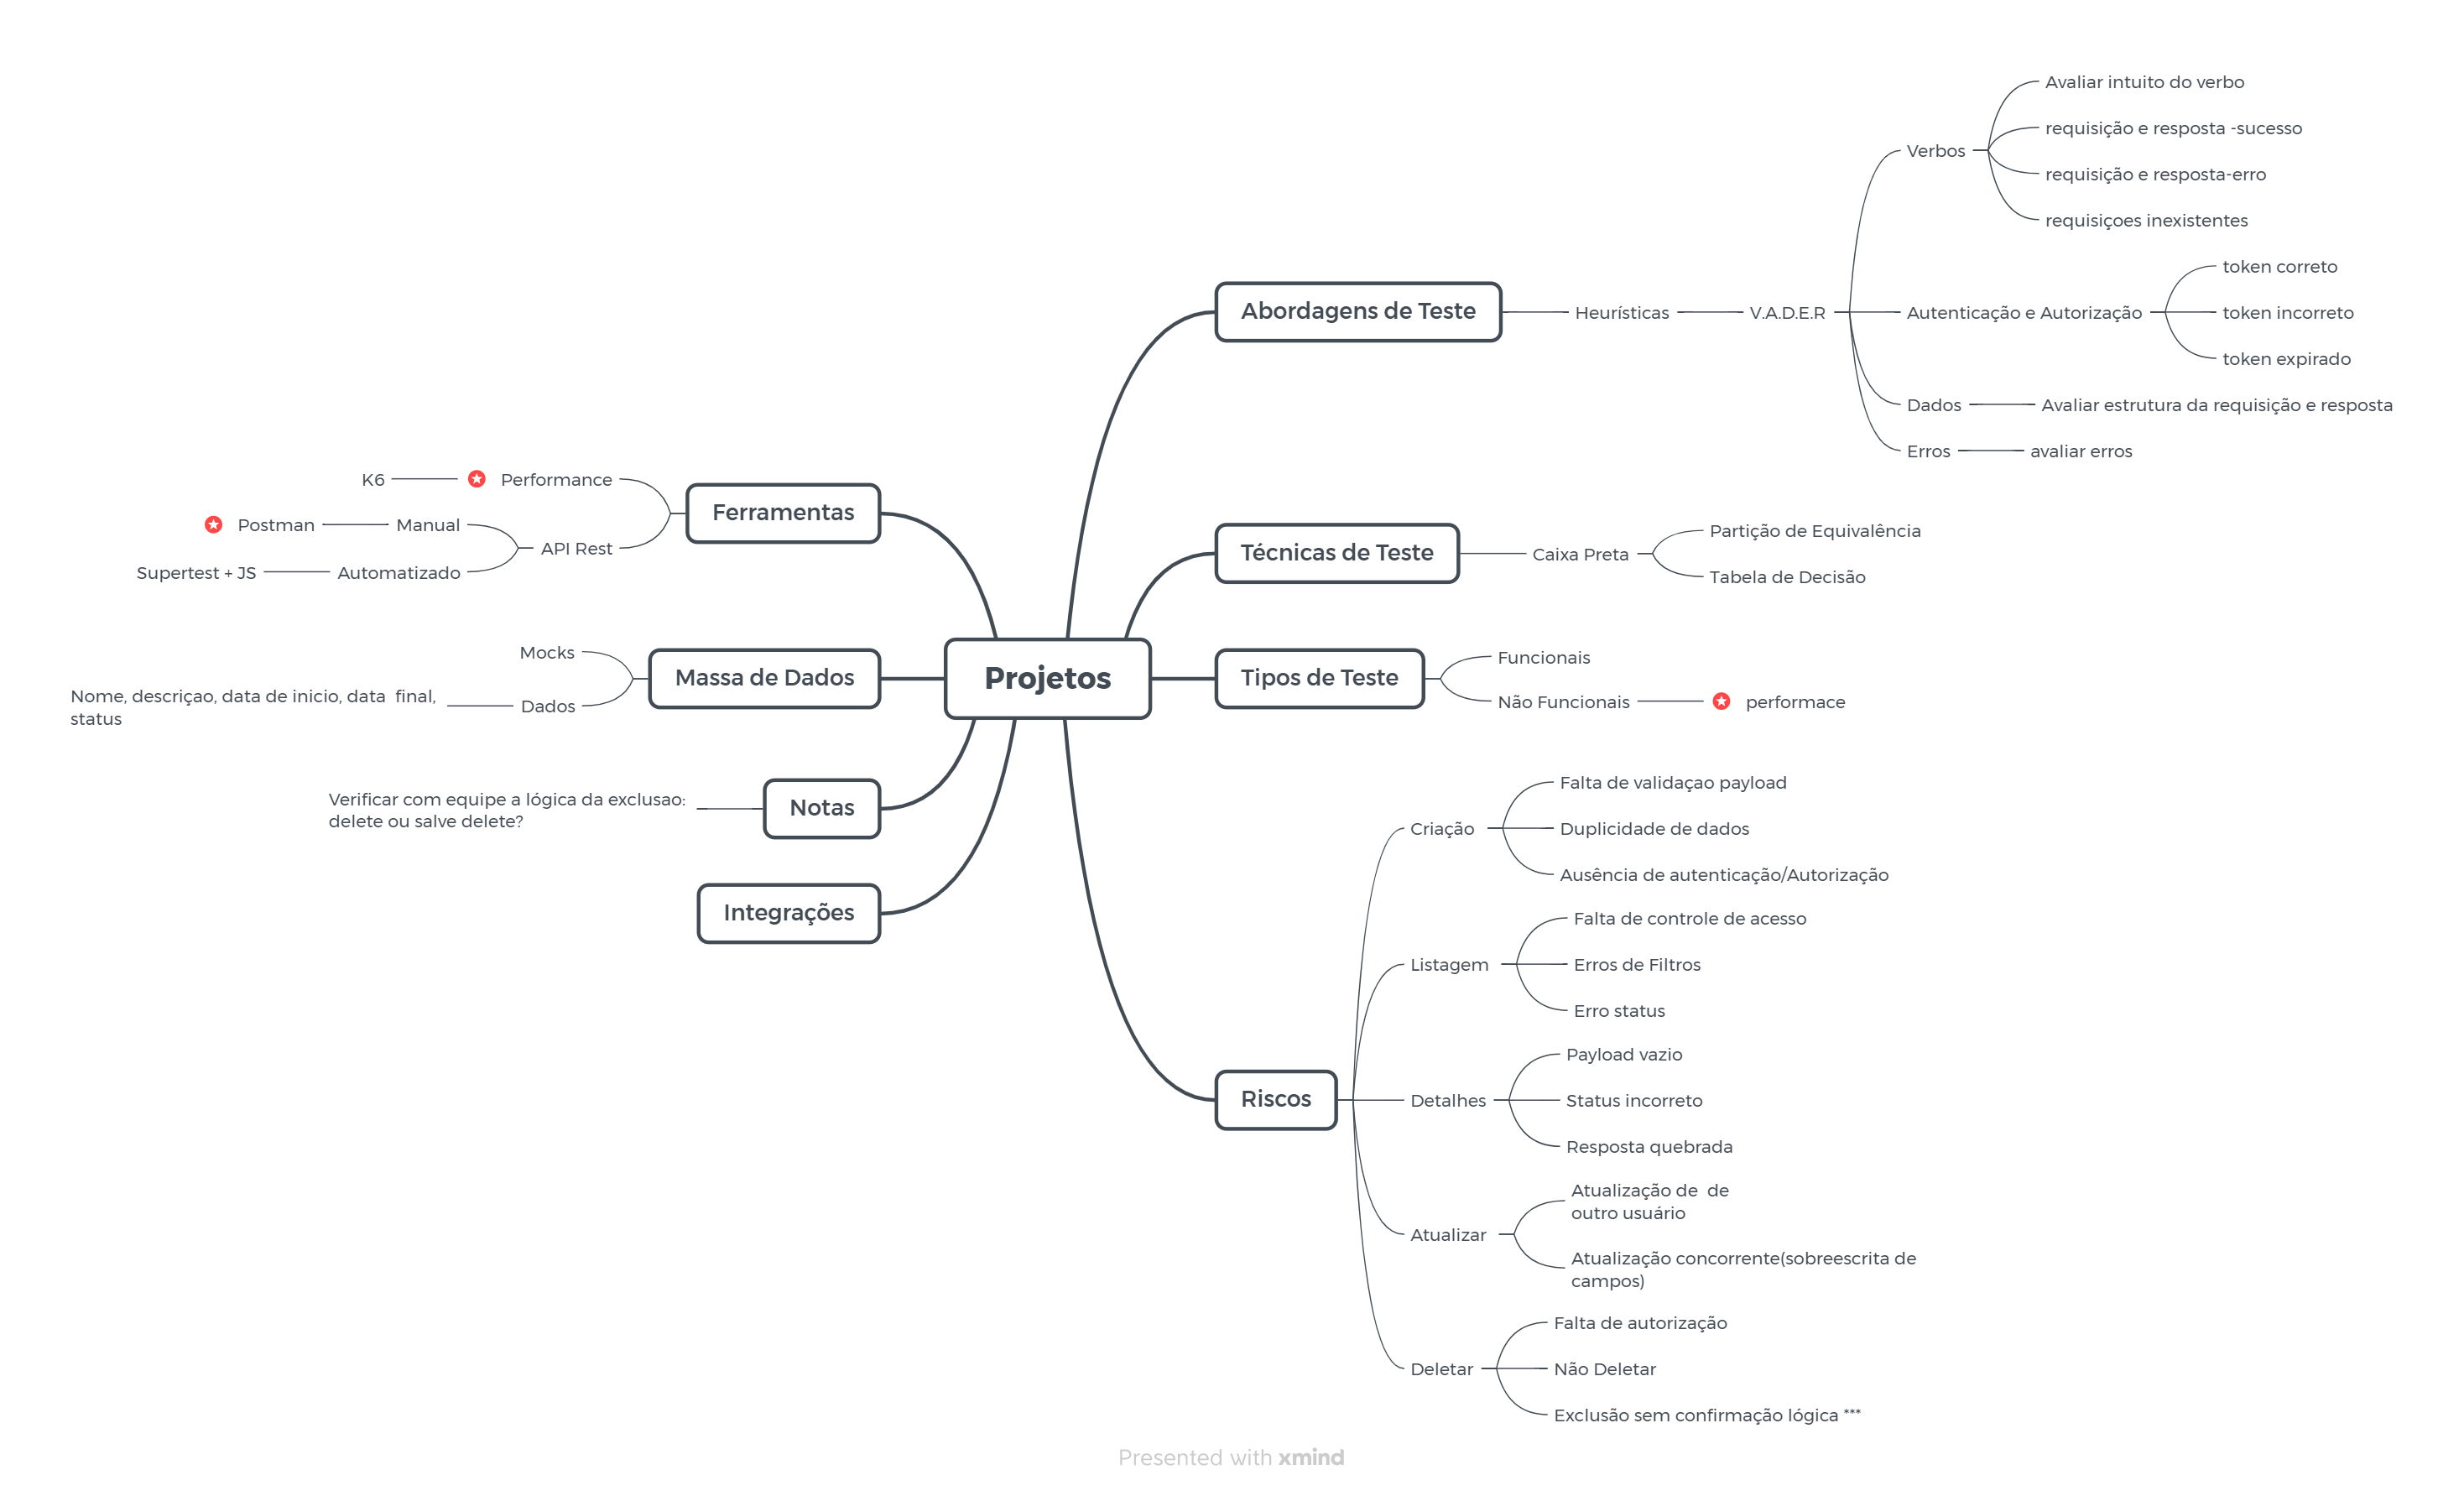 Projetos
Abordagens de Teste
Heurísticas
V.A.D.E.R
Verbos
Avaliar intuito do verbo
requisição e resposta -sucesso
requisição e resposta-erro
requisiçoes inexistentes
Autenticação e Autorização
token correto
token incorreto
token expirado
Dados
Avaliar estrutura da requisição e resposta
Erros
avaliar erros
Técnicas de Teste
Caixa Preta
Partição de Equivalência
Tabela de Decisão
Tipos de Teste
Funcionais
Não Funcionais
performace
Riscos
Criação
Falta de validaçao payload
Duplicidade de dados
Ausência de autenticação/Autorização
Listagem
Falta de controle de acesso
Erros de Filtros
Erro status
Detalhes
Payload vazio
Status incorreto
Resposta quebrada
Atualizar
Atualização de  de
outro usuário
Atualização concorrente(sobreescrita de
campos)
Deletar
Falta de autorização
Não Deletar
Exclusão sem confirmação lógica ***
Ferramentas
Performance
K6
API Rest
Manual
Postman
Automatizado
Supertest + JS
Massa de Dados
Mocks
Dados
Nome, descriçao, data de inicio, data  final,
status
Notas
Verificar com equipe a lógica da exclusao:
delete ou salve delete?
Integrações
Presented with xmind